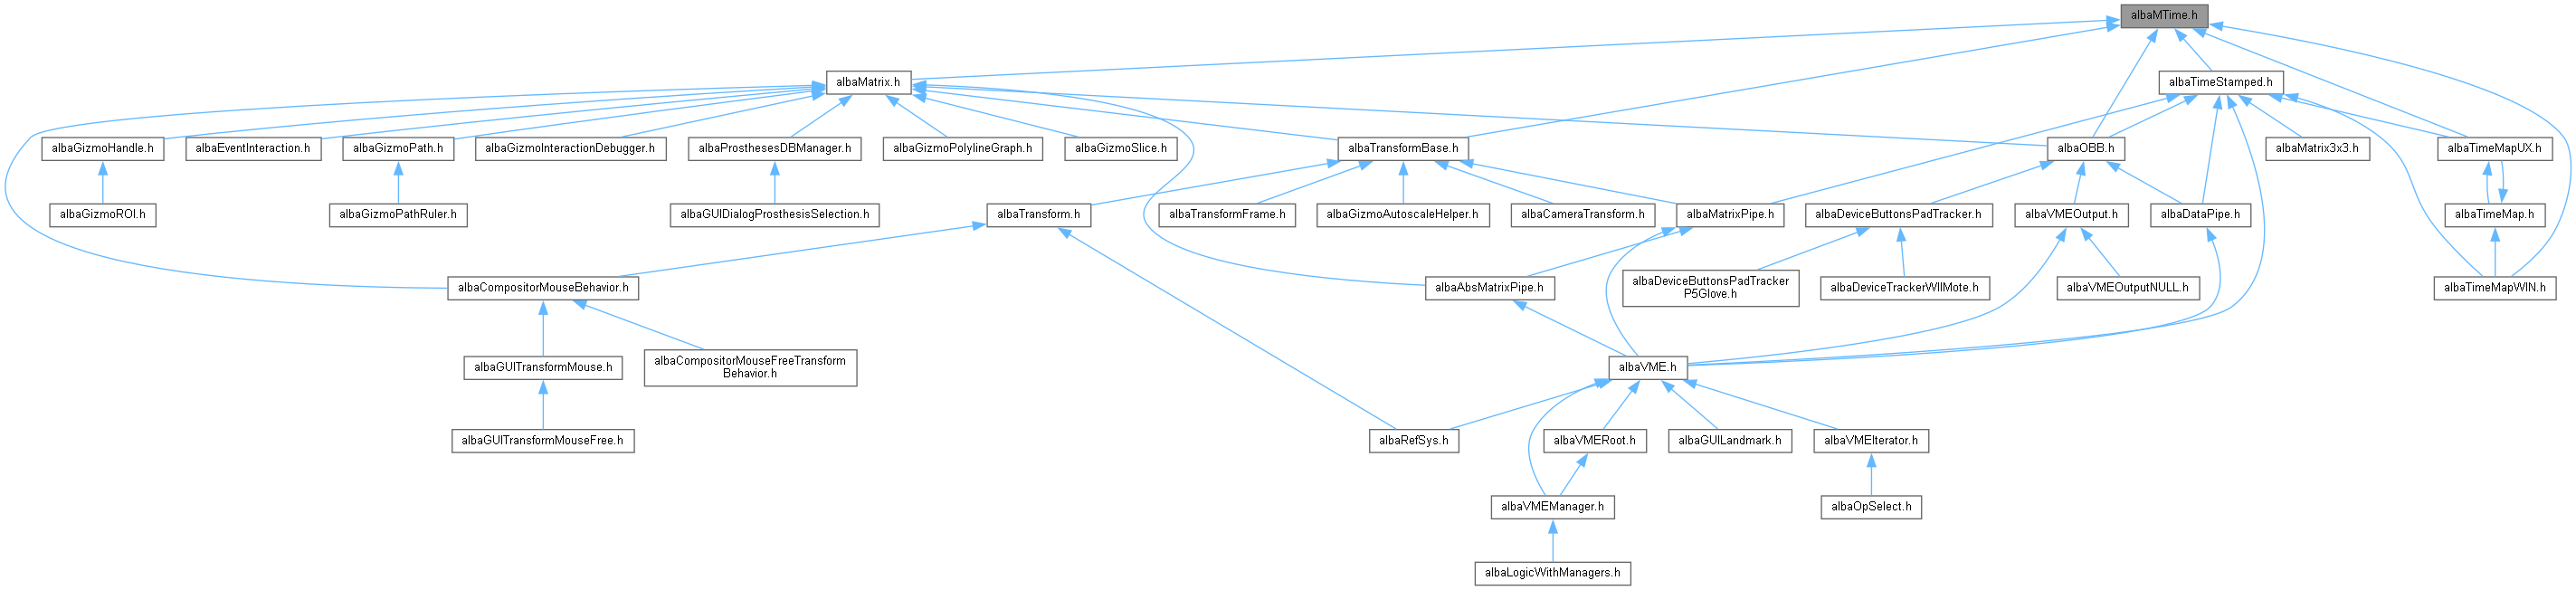 albaMTime.h
albaMatrix.h
albaTimeStamped.h
albaGizmoHandle.h
albaEventInteraction.h
albaGizmoPath.h
albaGizmoInteractionDebugger.h
albaProsthesesDBManager.h
albaGizmoPolylineGraph.h
albaGizmoSlice.h
albaTransformBase.h
albaOBB.h
albaMatrix3x3.h
albaTimeMapUX.h
albaGizmoROI.h
albaGizmoPathRuler.h
albaGUIDialogProsthesisSelection.h
albaTransform.h
albaTransformFrame.h
albaGizmoAutoscaleHelper.h
albaCameraTransform.h
albaMatrixPipe.h
albaDeviceButtonsPadTracker.h
albaVMEOutput.h
albaDataPipe.h
albaTimeMap.h
albaCompositorMouseBehavior.h
albaAbsMatrixPipe.h
albaDeviceButtonsPadTracker
P5Glove.h
albaDeviceTrackerWIIMote.h
albaVMEOutputNULL.h
albaTimeMapWIN.h
albaGUITransformMouse.h
albaCompositorMouseFreeTransform
Behavior.h
albaVME.h
albaGUITransformMouseFree.h
albaRefSys.h
albaVMERoot.h
albaGUILandmark.h
albaVMEIterator.h
albaVMEManager.h
albaOpSelect.h
albaLogicWithManagers.h